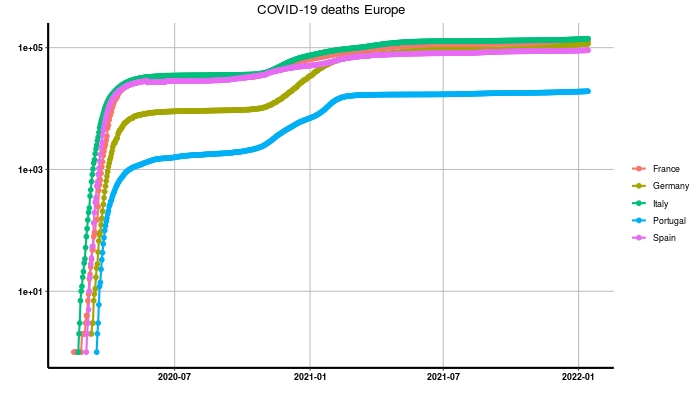 COVID-19 deaths Europe
1e+05
1e+03
1e+01
2020-07 2021-01 2021-07 2022-01
France
Germany
Italy
Portugal
Spain